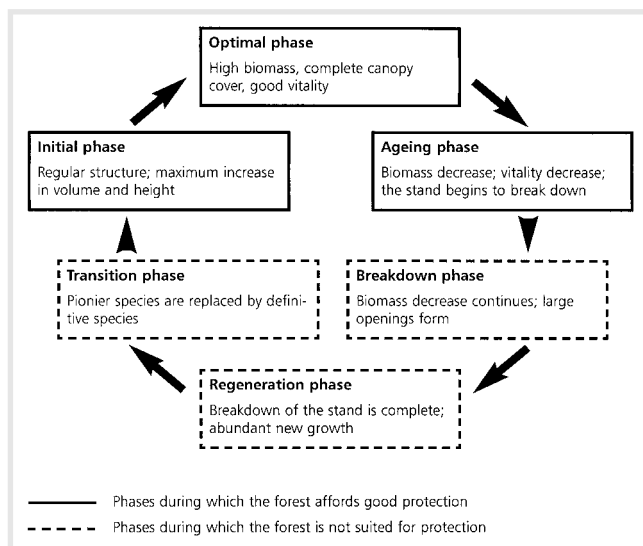 Optimal phase
High biomass, complete canopy
cover, good vitality
Initial phase
Regular structure; maximum increase
in volume and height
Ageing phase
Biomass decrease; vitality decrease;
the stand begins to break down
Transition phase
Pionier species are replaced by defini-
tive species
Breakdown phase
Biomass decrease continues; large
openings form
Regeneration phase
Breakdown of the stand is complete;
abundant new growth
Phases during which the forest affords good protection
Phases during which the forest is not suited for protection